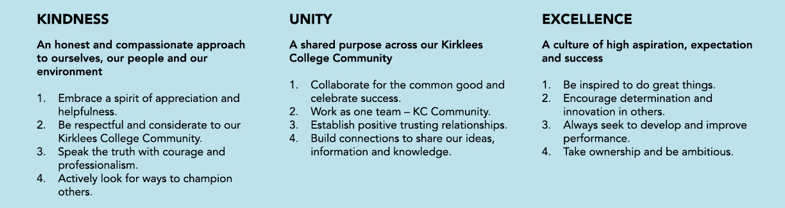 KINDNESS
An honest and compassionate approach
to ourselves, our people and our
environment
1. Embrace a spirit of appreciation and
helpfulness.
2. Be respectful and considerate to our
Kirklees College Community.
3. Speak the truth with courage and
professionalism.
4. Actively look for ways to champion
others.
UNITY
A shared purpose across our Kirklees
College Community
1. Collaborate for the common good and
celebrate success.
2. Work as one team – KC Community.
3. Establish positive trusting relationships.
4. Build connections to share our ideas,
information and knowledge.
EXCELLENCE
A culture of high aspiration, expectation
and success
1. Be inspired to do great things.
2. Encourage determination and
innovation in others.
3. Always seek to develop and improve
performance.
4. Take ownership and be ambitious.